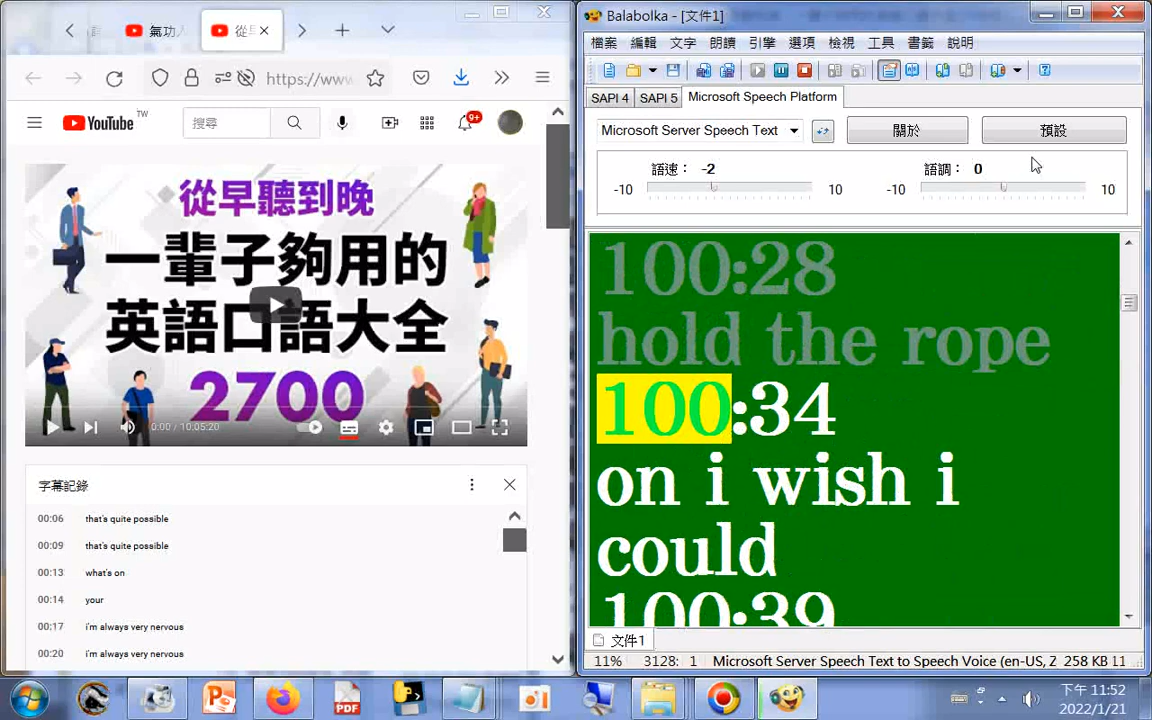 氣功
從
https://www
YouTube TW
搜尋
9+
從早聽到晚
一輩子夠用的
英語口語大全
2700
0:00 / 10:05:20
字幕記錄
00:06 that's quite possible
00:09 that's quite possible
00:13 what's on
00:14 your
00:17 i'm always very nervous
00:20 i'm always very nervous
Balabolka - [文件1]
檔案 編輯 文字 朗讀 引擎 選項 檢視 工具 書籤 說明
SAPI 4 SAPI 5 Microsoft Speech Platform
Microsoft Server Speech Text
關於
預設
語速： -2
語調： 0
-10 10
-10 10
100:28
hold the rope
100:34
on i wish i
could
100:39
文件1
11% 3128: 1 Microsoft Server Speech Text to Speech Voice (en-US, Z 258 KB 11
PDF
下午 11:52
2022/1/21